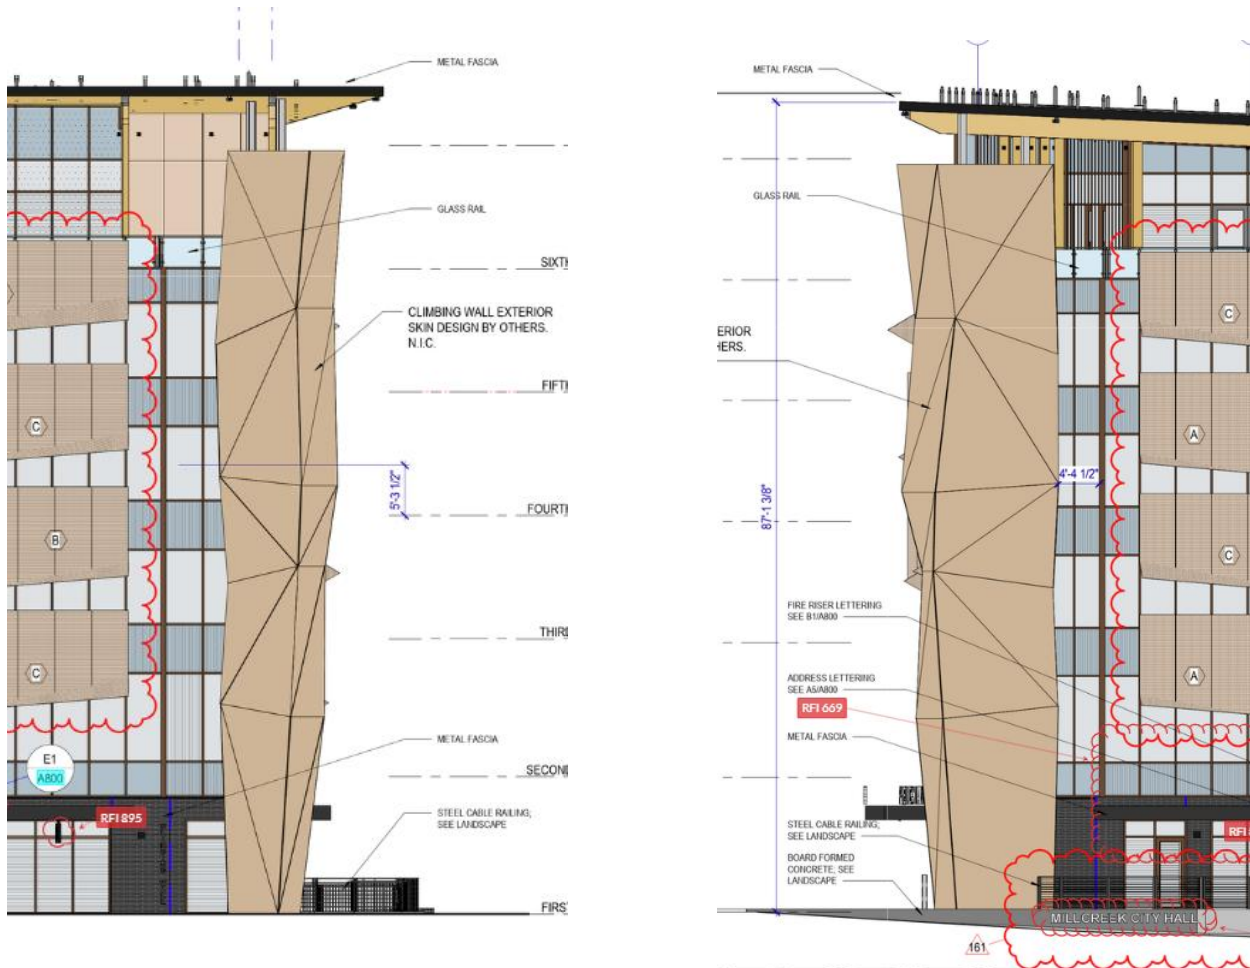 METAL FASCIA
GLASS RAIL
SIXTH
CLIMBING WALL EXTERIOR
SKIN DESIGN BY OTHERS.
N.I.C.
FIFTH
C
5'-3 1/2"
FOURTH
B
THIRD
C
METAL FASCIA
E1
A800
SECOND
RFI 895
STEEL CABLE RAILING;
SEE LANDSCAPE
FIRS
METAL FASCIA
GLASS RAIL
C
ERIOR
HERS.
A
4'-4 1/2"
87'-1 3/8"
C
FIRE RISER LETTERING
SEE B1/A800
ADDRESS LETTERING
SEE A5/A800
A
RFI 669
METAL FASCIA
STEEL CABLE RAILING;
SEE LANDSCAPE
RFI
BOARD FORMED
CONCRETE; SEE
LANDSCAPE
MILLCREEK CITY HALL
161